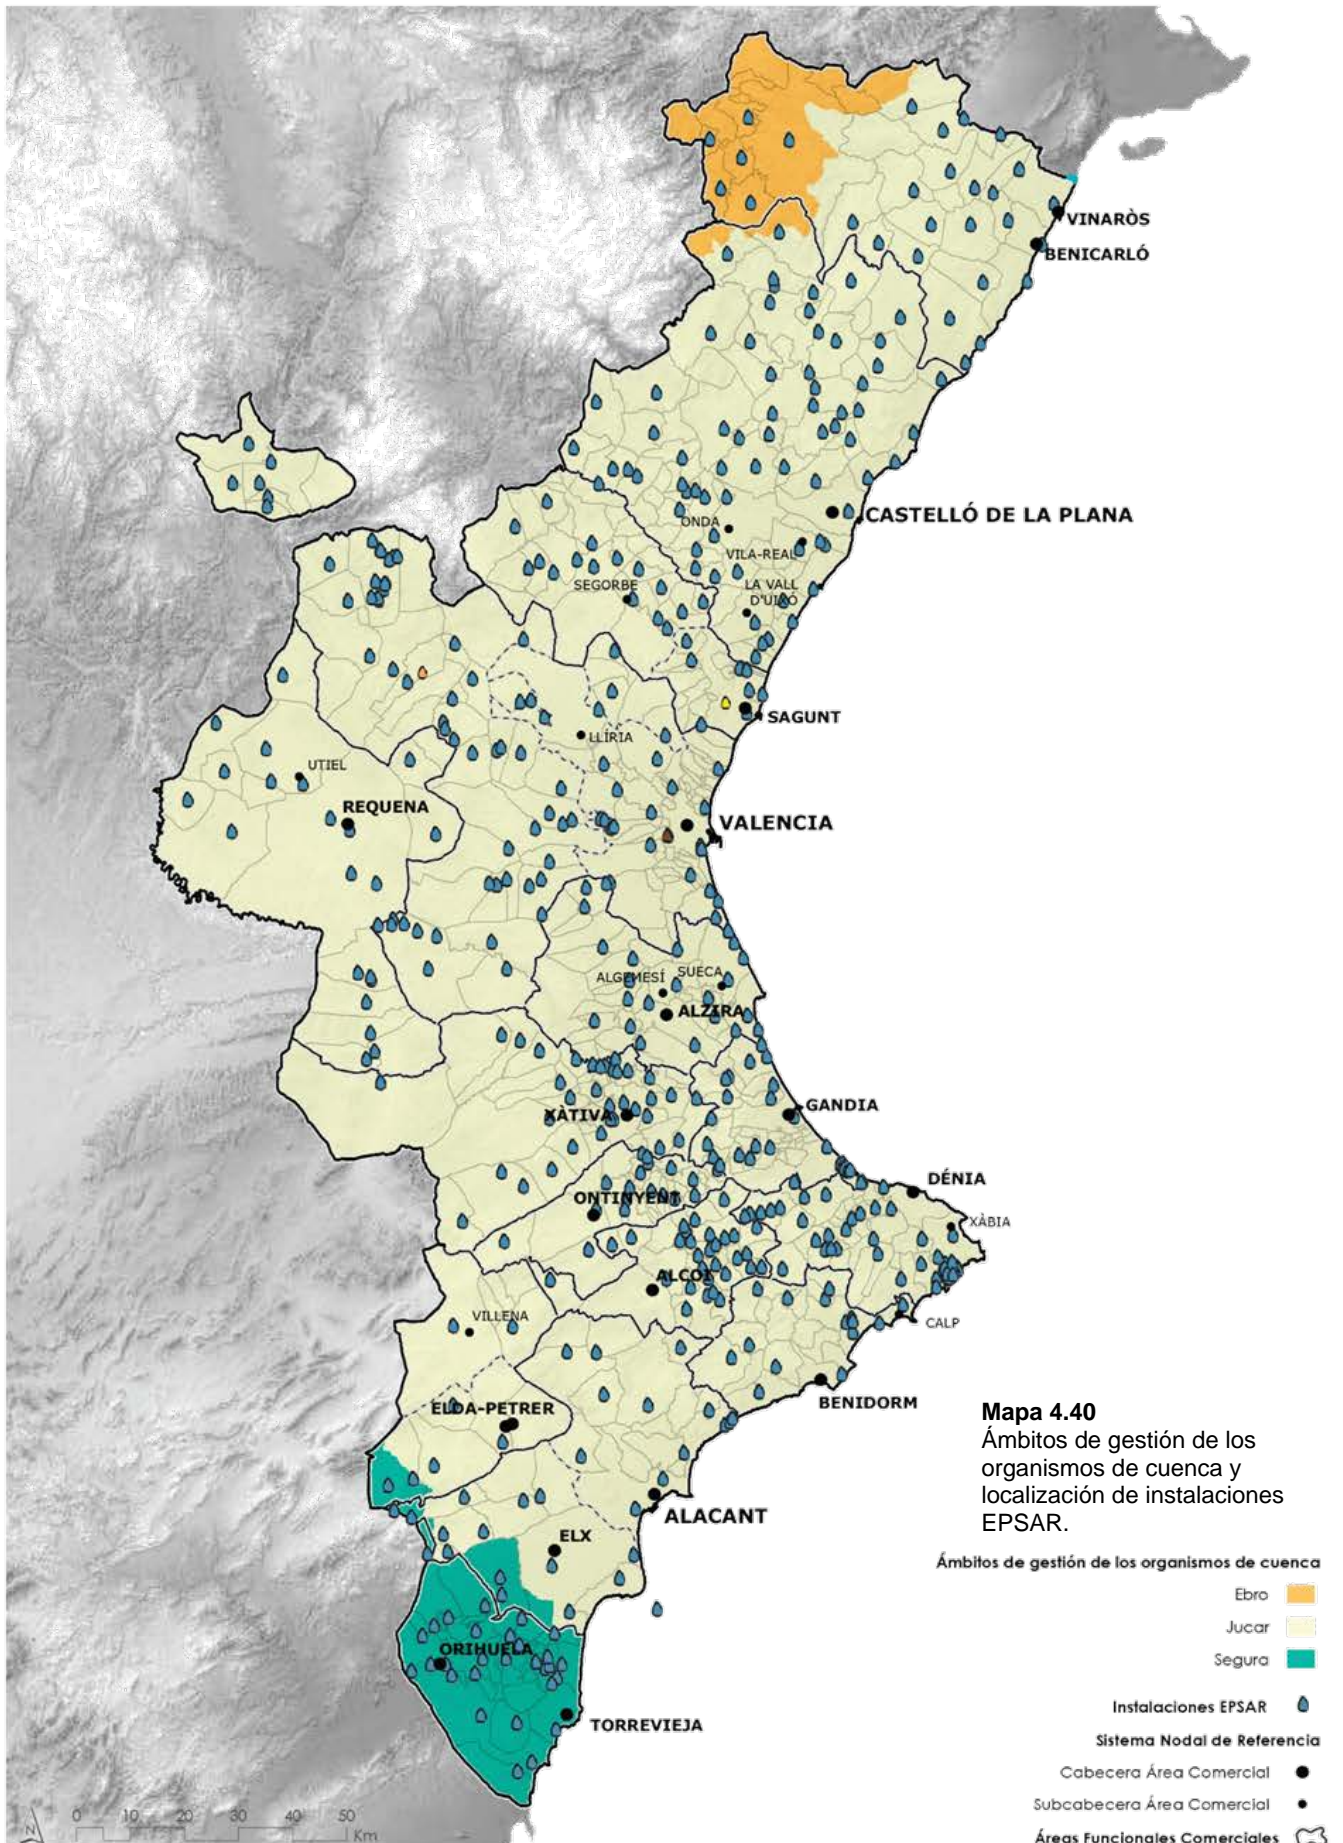 VINARÒS
BENICARLÓ
CASTELLÓ DE LA PLANA
ONDA
VILA-REAL
SEGORBE
LA VALL
D'UIXÓ
SAGUNT
LLÍRIA
UTIEL
REQUENA
VALENCIA
ALGEMESÍ
SUECA
ALZIRA
GANDIA
XÀTIVA
DÉNIA
ONTINYENT
XÀBIA
ALCOI
VILLENA
CALP
BENIDORM
ELDA-PETRER
Mapa 4.40
Ámbitos de gestión de los
organismos de cuenca y
localización de instalaciones
EPSAR.
ALACANT
ELX
Ámbitos de gestión de los organismos de cuenca
Ebro
Jucar
Segura
ORIHUELA
Instalaciones EPSAR
TORREVIEJA
Sistema Nodal de Referencia
Cabecera Área Comercial
Subcabecera Área Comercial
Áreas Funcionales Comerciales
N
0 10 20 30 40 50
Km